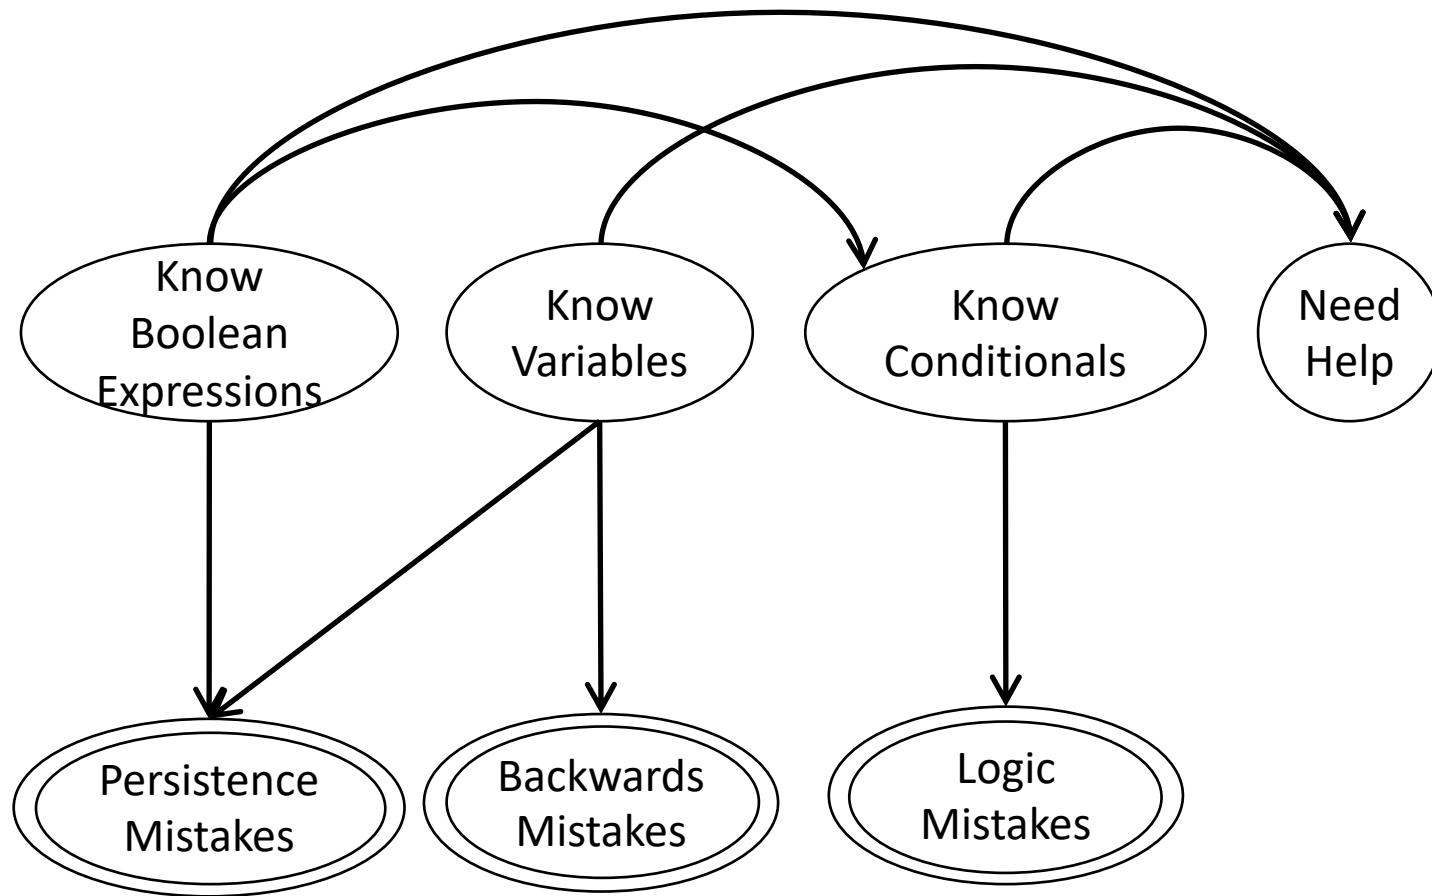 Know
Boolean
Expressions
Know
Variables
Know
Conditionals
Need
Help
Persistence
Mistakes
Backwards
Mistakes
Logic
Mistakes